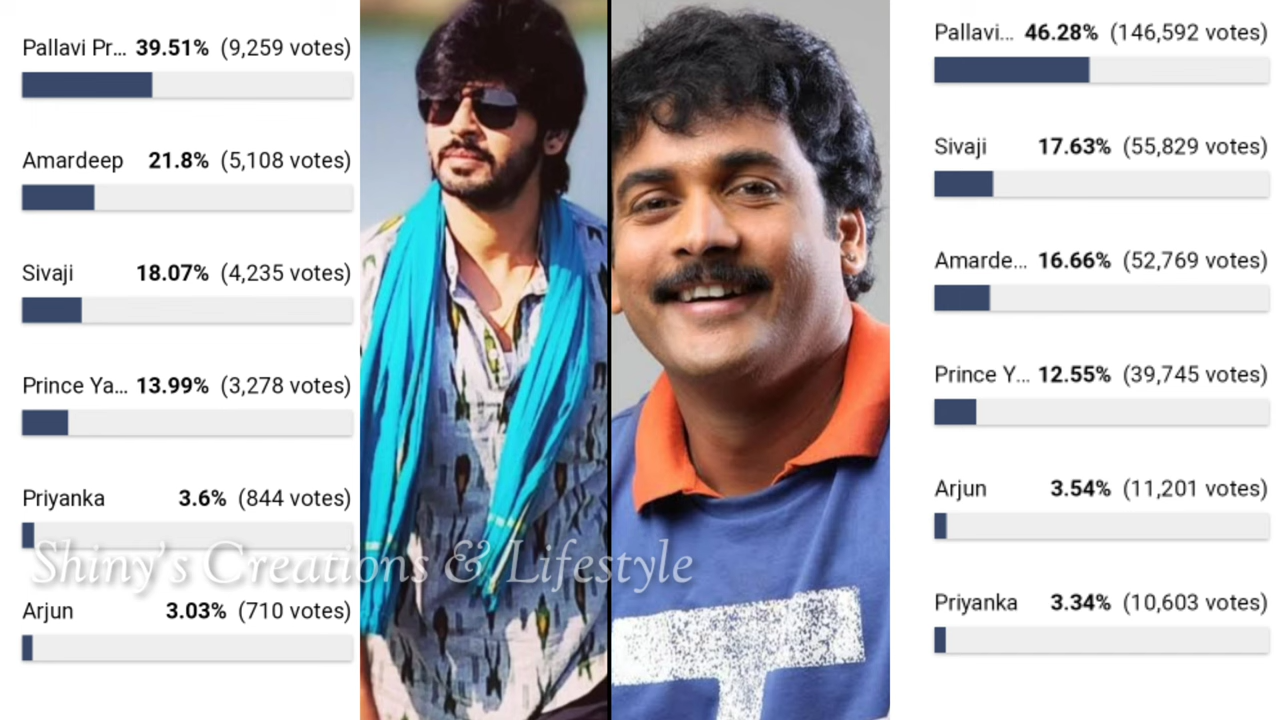 Pallavi Pr... 39.51% (9,259 votes)
Amardeep 21.8% (5,108 votes)
Sivaji 18.07% (4,235 votes)
Prince Ya... 13.99% (3,278 votes)
Priyanka 3.6% (844 votes)
Arjun 3.03% (710 votes)
Shiny's Creations & Lifestyle
Pallavi... 46.28% (146,592 votes)
Sivaji 17.63% (55,829 votes)
Amarde... 16.66% (52,769 votes)
Prince Y... 12.55% (39,745 votes)
Arjun 3.54% (11,201 votes)
Priyanka 3.34% (10,603 votes)